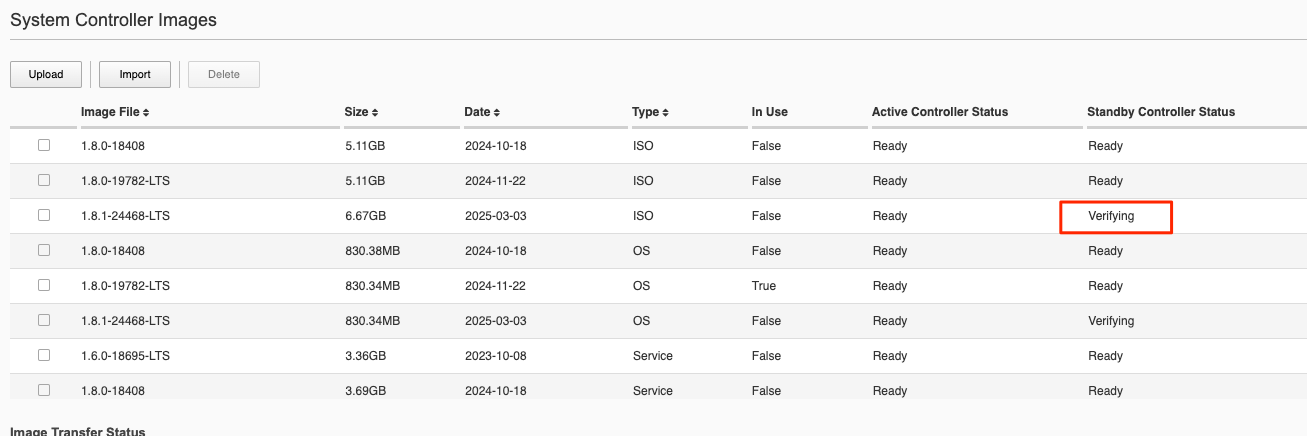 System Controller Images
Upload Import Delete
Image File Size Date Type In Use Active Controller Status Standby Controller Status
1.8.0-18408 5.11GB 2024-10-18 ISO False Ready Ready
1.8.0-19782-LTS 5.11GB 2024-11-22 ISO False Ready Ready
1.8.1-24468-LTS 6.67GB 2025-03-03 ISO False Ready Verifying
1.8.0-18408 830.38MB 2024-10-18 OS False Ready Ready
1.8.0-19782-LTS 830.34MB 2024-11-22 OS True Ready Ready
1.8.1-24468-LTS 830.34MB 2025-03-03 OS False Ready Verifying
1.6.0-18695-LTS 3.36GB 2023-10-08 Service False Ready Ready
1.8.0-18408 3.69GB 2024-10-18 Service False Ready Ready
Image Transfer Status